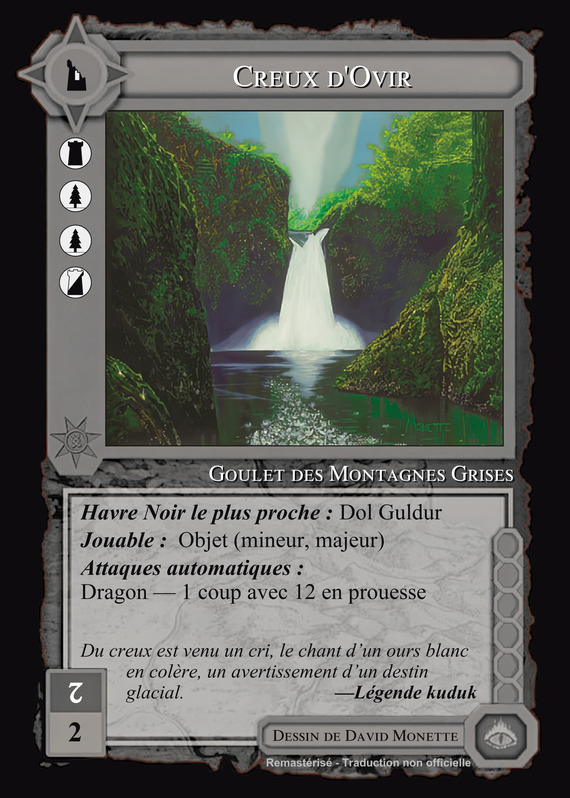 Creux d'Ovir
Monette
Goulet des Montagnes Grises
Havre Noir le plus proche : Dol Guldur
Jouable : Objet (mineur, majeur)
Attaques automatiques :
Dragon — 1 coup avec 12 en prouesse
Du creux est venu un cri, le chant d'un ours blanc
en colère, un avertissement d'un destin
glacial. —Légende kuduk
2
2
Dessin de David Monette
Remastérisé - Traduction non officielle